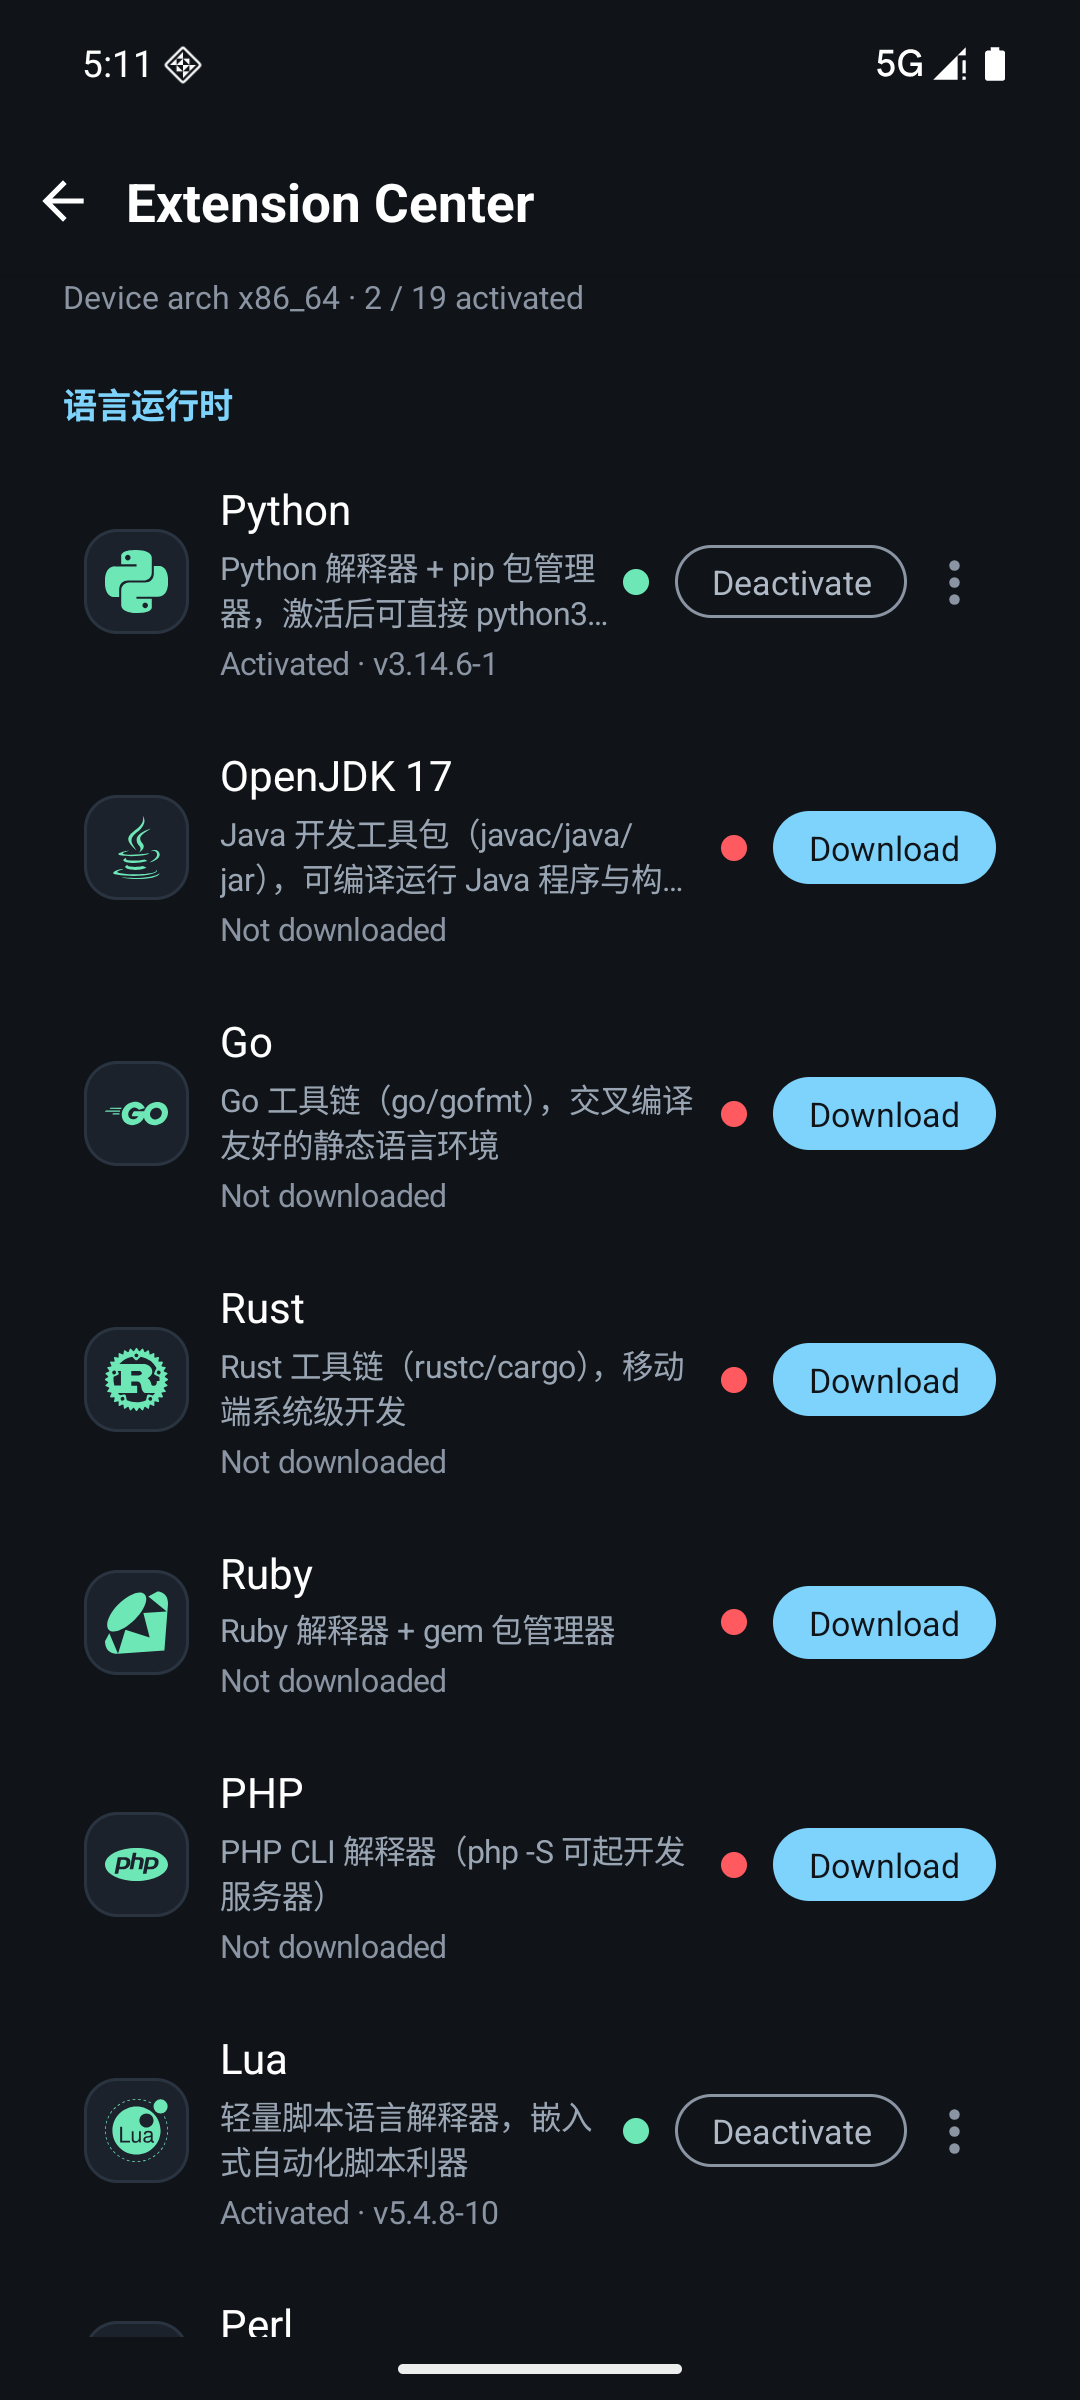 5:11
5G
Extension Center
Device arch x86_64 · 2 / 19 activated
语言运行时
Python
Python 解释器 + pip 包管理
器，激活后可直接 python3...
Activated · v3.14.6-1
Deactivate
OpenJDK 17
Java 开发工具包（javac/java/
jar），可编译运行 Java 程序与构...
Not downloaded
Download
GO
Go
Go 工具链（go/gofmt），交叉编译
友好的静态语言环境
Not downloaded
Download
R
Rust
Rust 工具链（rustc/cargo），移动
端系统级开发
Not downloaded
Download
Ruby
Ruby 解释器 + gem 包管理器
Not downloaded
Download
php
PHP
PHP CLI 解释器（php -S 可起开发
服务器）
Not downloaded
Download
Lua
Lua
轻量脚本语言解释器，嵌入
式自动化脚本利器
Activated · v5.4.8-10
Deactivate
Perl